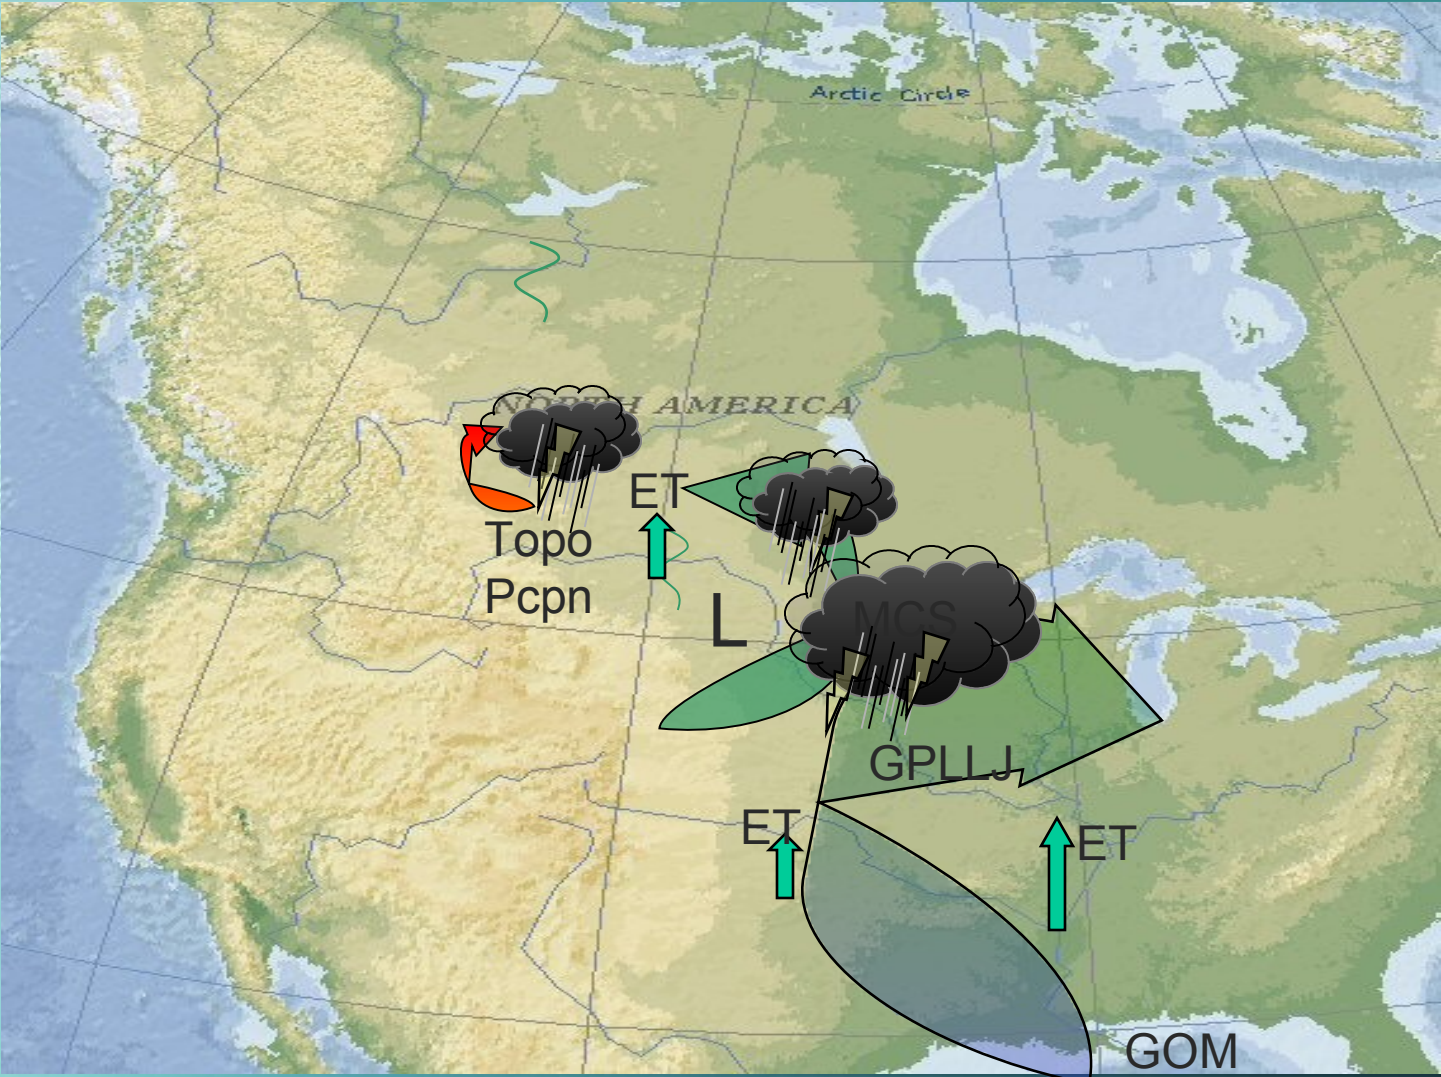 Arctic Circle
NORTH AMERICA
ET
Topo
Pcpn
L
MCS
GPLLJ
ET
ET
GOM